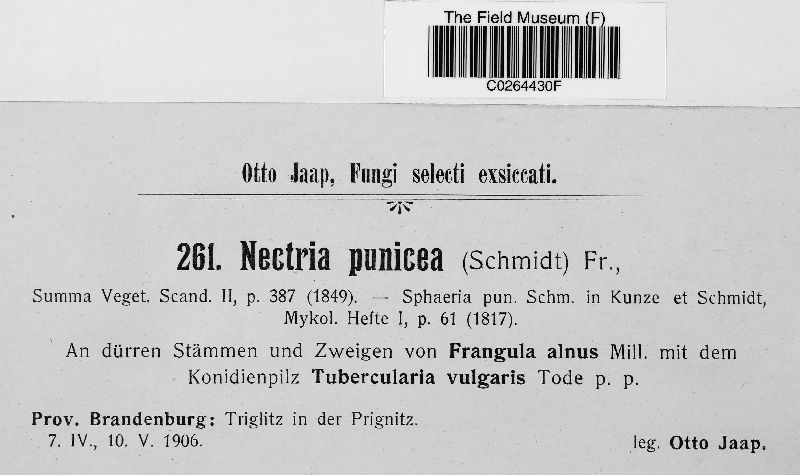 The Field Museum (F)
C0264430F
Otto Jaap, Fungi selecti exsiccati.
261. Nectria punicea (Schmidt) Fr.,
Summa Veget. Scand. II, p. 387 (1849). — Sphaeria pun. Schm. in Kunze et Schmidt,
Mykol. Hefte I, p. 61 (1817).
An dürren Stämmen und Zweigen von Frangula alnus Mill. mit dem
Konidienpilz Tubercularia vulgaris Tode p. p.
Prov. Brandenburg: Triglitz in der Prignitz.
7. IV., 10. V. 1906.
leg. Otto Jaap.